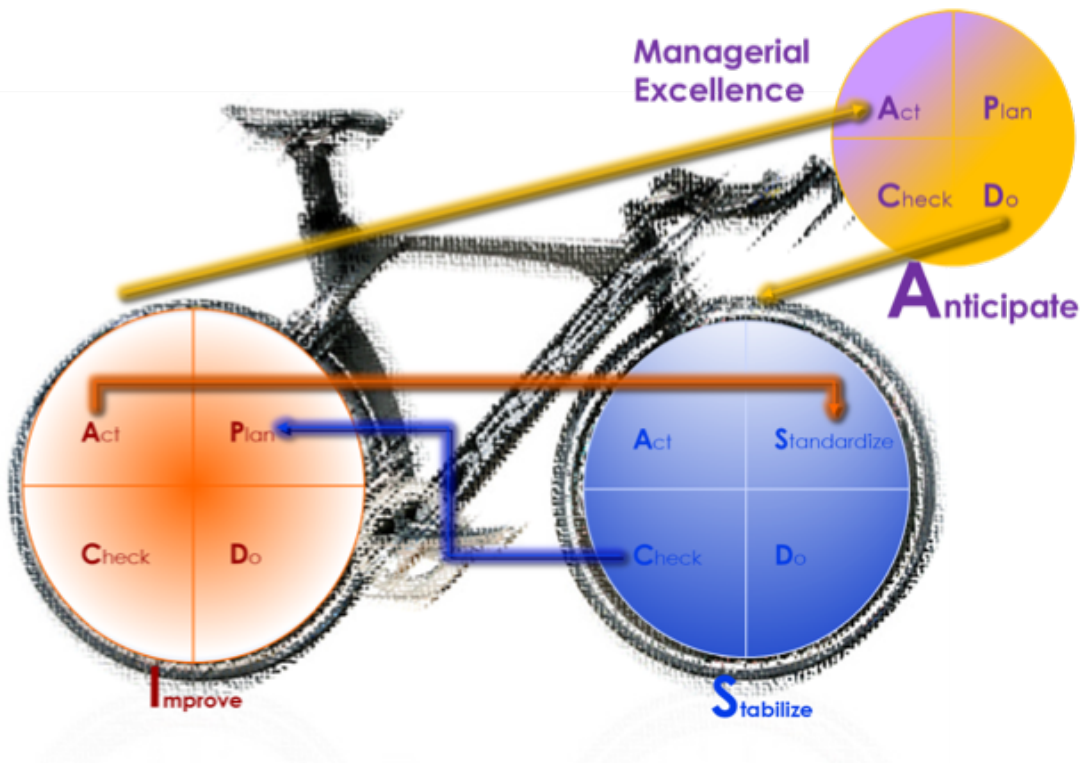 Managerial
Excellence
Act
Plan
Check
Do
Anticipate
Act
Plan
Check
Do
Improve
Act
Standardize
Check
Do
Stabilize